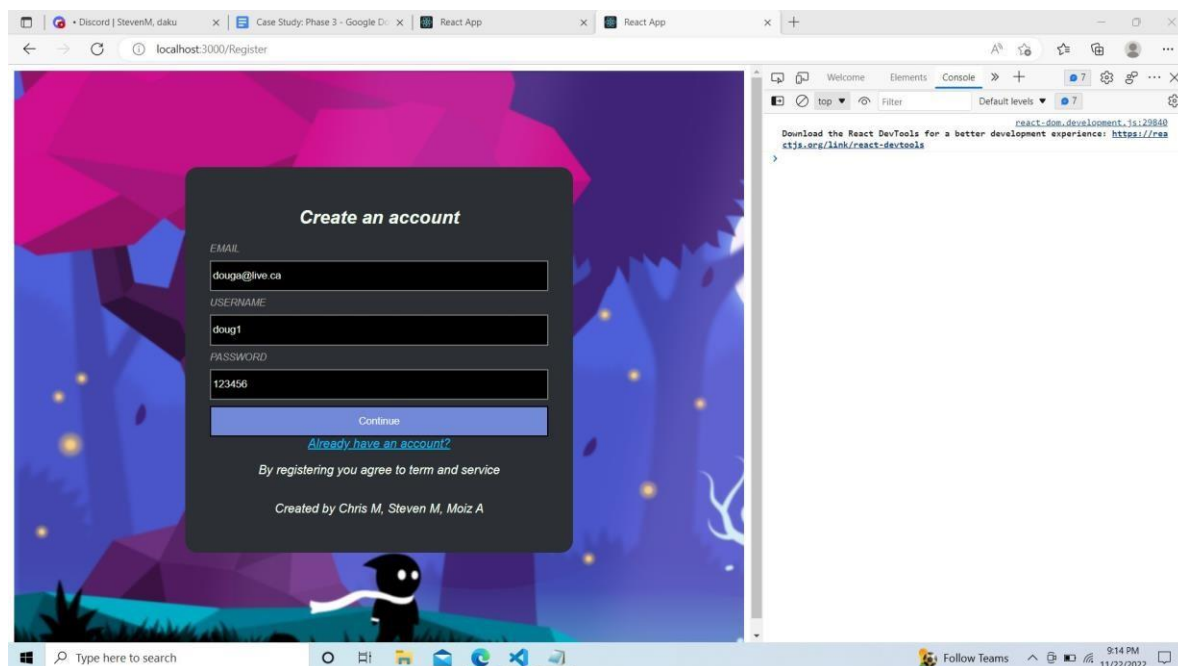 • Discord | StevenM, daku
Case Study: Phase 3 - Google Do
React App
React App
localhost:3000/Register
Welcome
Elements
Console
7
top
Filter
Default levels
7
react-dom.development.js:29840
Download the React DevTools for a better development experience: https://rea
ctjs.org/link/react-devtools
Create an account
EMAIL
douga@live.ca
USERNAME
doug1
PASSWORD
123456
Continue
Already have an account?
By registering you agree to term and service
Created by Chris M, Steven M, Moiz A
Type here to search
Follow Teams
9:14 PM
11/22/2022